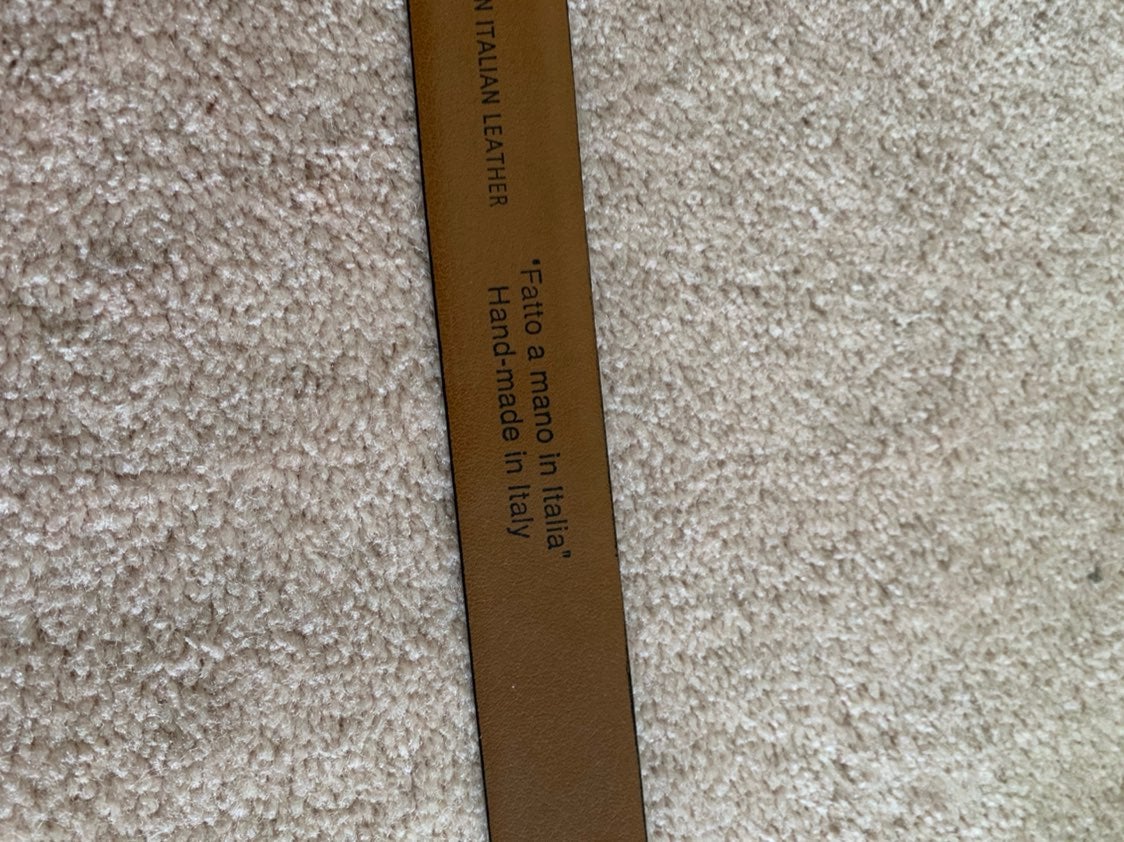 ITALIAN LEATHER
"Fatto a mano in Italia"
Hand-made in Italy